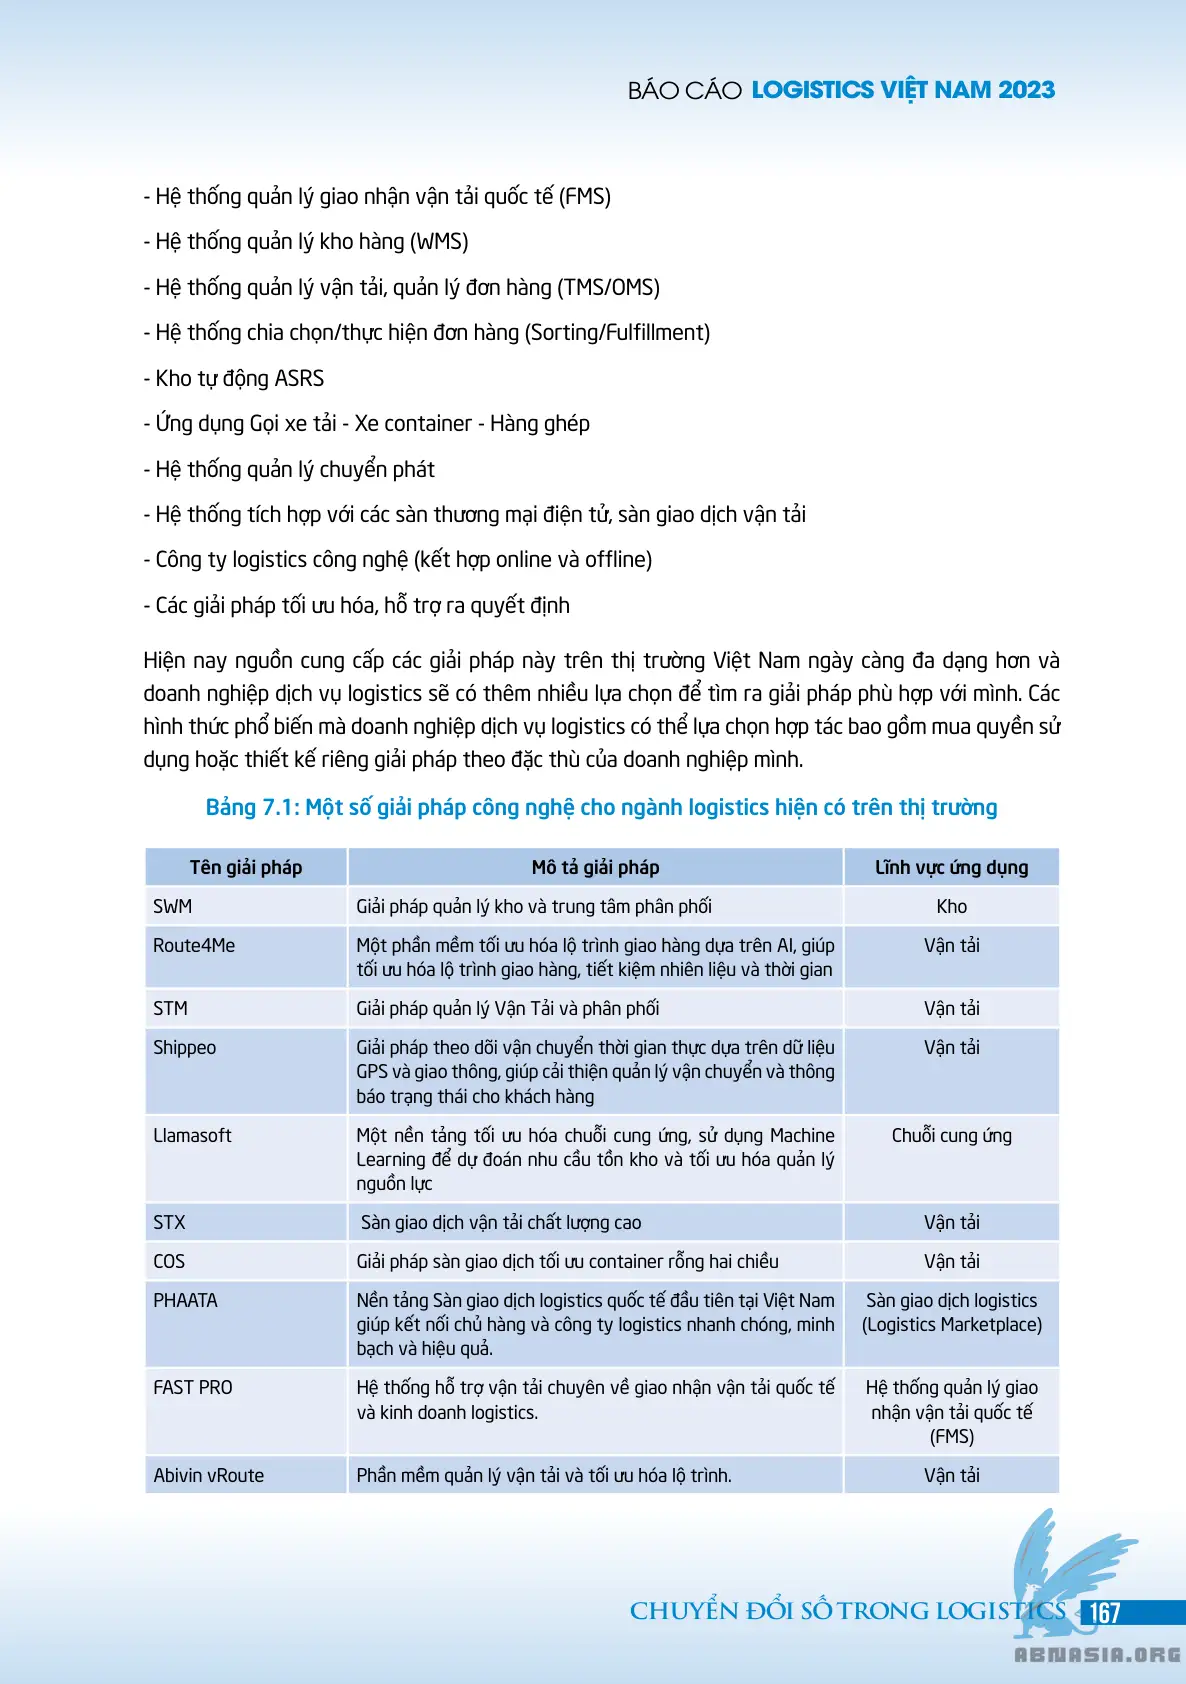 BÁO CÁO LOGISTICS VIỆT NAM 2023
- Hệ thống quản lý giao nhận vận tải quốc tế (FMS)
- Hệ thống quản lý kho hàng (WMS)
- Hệ thống quản lý vận tải, quản lý đơn hàng (TMS/OMS)
- Hệ thống chia chọn/thực hiện đơn hàng (Sorting/Fulfillment)
- Kho tự động ASRS
- Ứng dụng Gọi xe tải - Xe container - Hàng ghép
- Hệ thống quản lý chuyển phát
- Hệ thống tích hợp với các sàn thương mại điện tử, sàn giao dịch vận tải
- Công ty logistics công nghệ (kết hợp online và offline)
- Các giải pháp tối ưu hóa, hỗ trợ ra quyết định
Hiện nay nguồn cung cấp các giải pháp này trên thị trường Việt Nam ngày càng đa dạng hơn và
doanh nghiệp dịch vụ logistics sẽ có thêm nhiều lựa chọn để tìm ra giải pháp phù hợp với mình. Các
hình thức phổ biến mà doanh nghiệp dịch vụ logistics có thể lựa chọn hợp tác bao gồm mua quyền sử
dụng hoặc thiết kế riêng giải pháp theo đặc thù của doanh nghiệp mình.
Bảng 7.1: Một số giải pháp công nghệ cho ngành logistics hiện có trên thị trường
Tên giải pháp Mô tả giải pháp Lĩnh vực ứng dụng
SWM Giải pháp quản lý kho và trung tâm phân phối Kho
Route4Me Một phần mềm tối ưu hóa lộ trình giao hàng dựa trên AI, giúp Vận tải
tối ưu hóa lộ trình giao hàng, tiết kiệm nhiên liệu và thời gian
STM Giải pháp quản lý Vận Tải và phân phối Vận tải
Shippeo Giải pháp theo dõi vận chuyển thời gian thực dựa trên dữ liệu Vận tải
GPS và giao thông, giúp cải thiện quản lý vận chuyển và thông
báo trạng thái cho khách hàng
Llamasoft Một nền tảng tối ưu hóa chuỗi cung ứng, sử dụng Machine Chuỗi cung ứng
Learning để dự đoán nhu cầu tồn kho và tối ưu hóa quản lý
nguồn lực
STX Sàn giao dịch vận tải chất lượng cao Vận tải
COS Giải pháp sàn giao dịch tối ưu container rỗng hai chiều Vận tải
PHAATA Nền tảng Sàn giao dịch logistics quốc tế đầu tiên tại Việt Nam Sàn giao dịch logistics
giúp kết nối chủ hàng và công ty logistics nhanh chóng, minh (Logistics Marketplace)
bạch và hiệu quả.
FAST PRO Hệ thống hỗ trợ vận tải chuyên về giao nhận vận tải quốc tế Hệ thống quản lý giao
và kinh doanh logistics. nhận vận tải quốc tế
(FMS)
Abivin vRoute Phần mềm quản lý vận tải và tối ưu hóa lộ trình. Vận tải
CHUYỂN ĐỔI SỐ TRONG LOGISTICS 167
ABNASIA.ORG